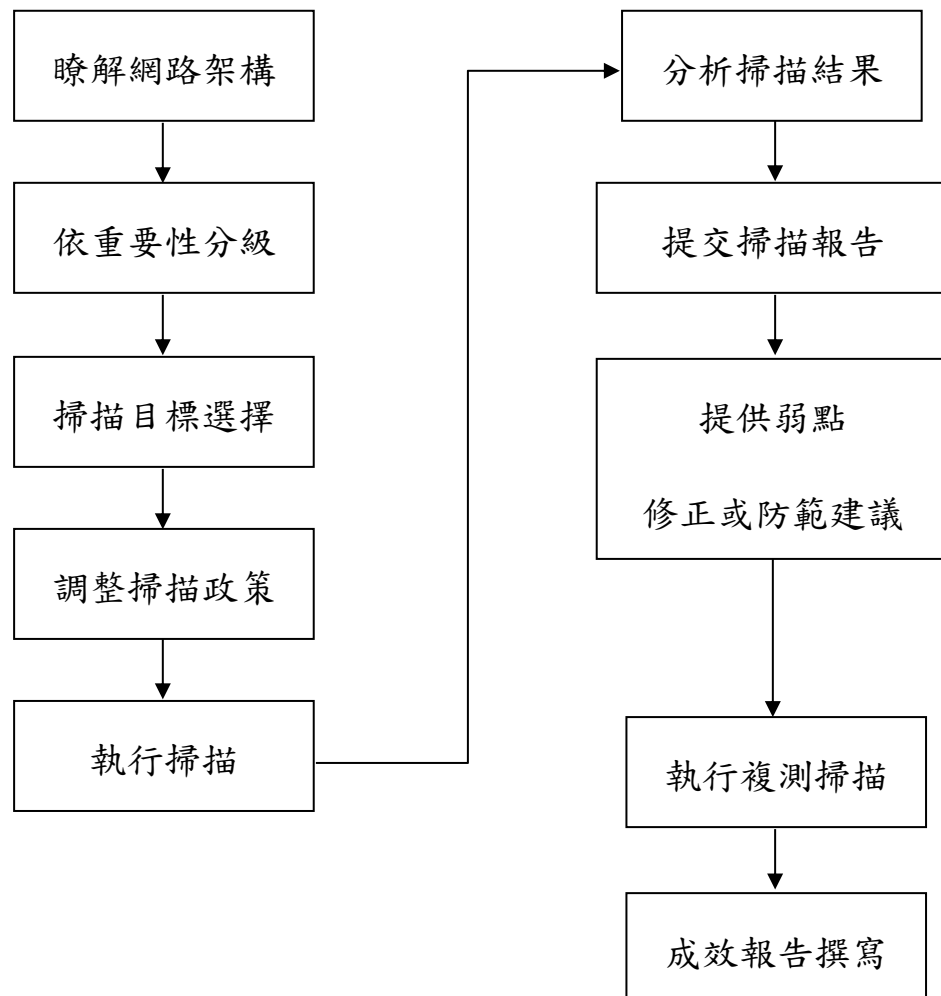 瞭解網路架構
依重要性分級
掃描目標選擇
調整掃描政策
執行掃描
分析掃描結果
提交掃描報告
提供弱點
修正或防範建議
執行複測掃描
成效報告撰寫